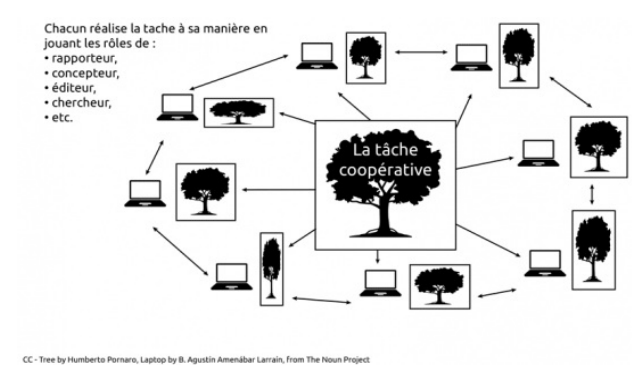 Chacun réalise la tache à sa manière en
jouant les rôles de :
• rapporteur,
• concepteur,
• éditeur,
• chercheur,
• etc.
La tâche
coopérative
CC - Tree by Humberto Pornaro, Laptop by B. Agustín Amenábar Larraín, from The Noun Project